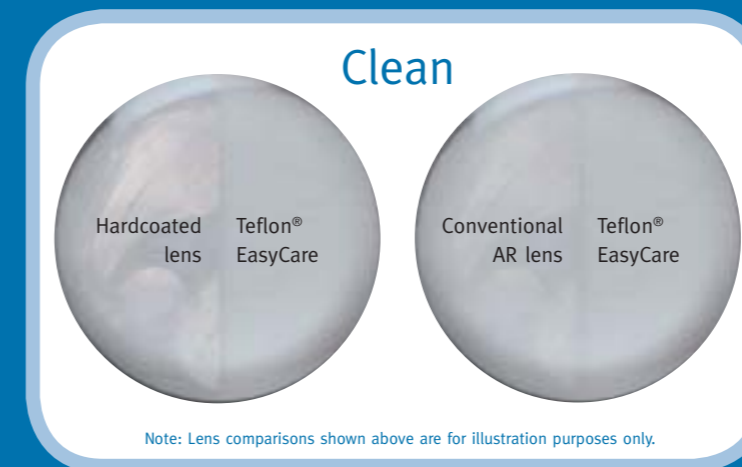 Clean
Hardcoated
lens
Teflon®
EasyCare
Conventional
AR lens
Teflon®
EasyCare
Note: Lens comparisons shown above are for illustration purposes only.